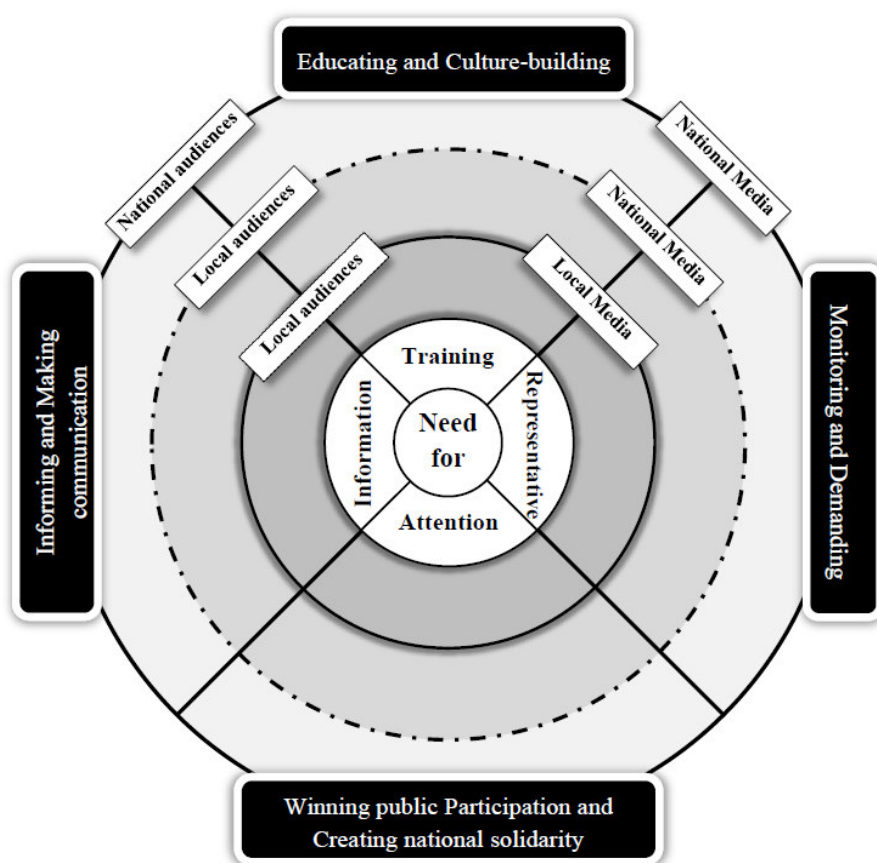 Educating and Culture-building
National audiences
National Media
Local audiences
National Media
Local audiences
Local Media
Informing and Making
communication
Monitoring and Demanding
Training
Information
Need
for
Representative
Attention
Winning public Participation and
Creating national solidarity